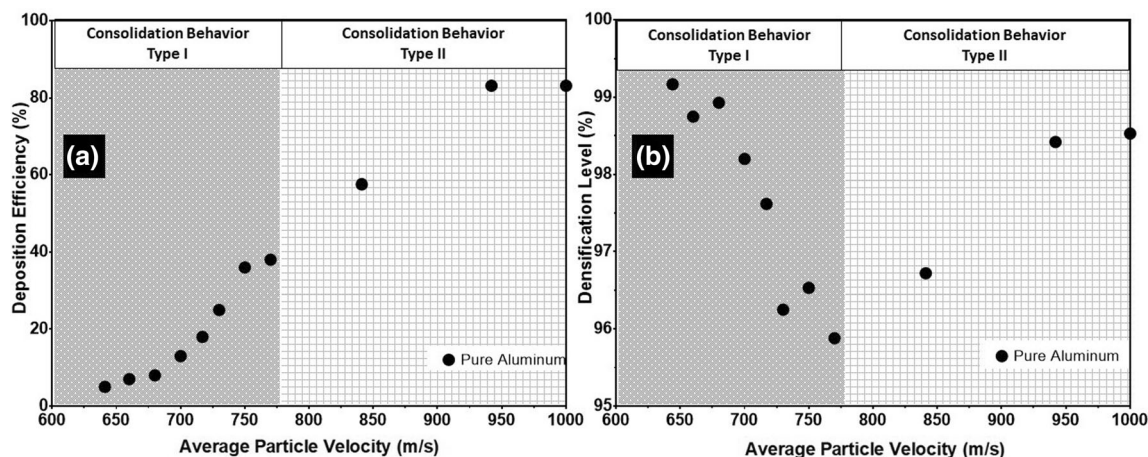 Consolidation Behavior
Type I
Consolidation Behavior
Type II
Deposition Efficiency (%)
100
80
60
40
20
0
(a)
Pure Aluminum
600 650 700 750 800 850 900 950 1000
Average Particle Velocity (m/s)
Consolidation Behavior
Type I
Consolidation Behavior
Type II
Densification Level (%)
100
99
98
97
96
95
(b)
Pure Aluminum
600 650 700 750 800 850 900 950 1000
Average Particle Velocity (m/s)